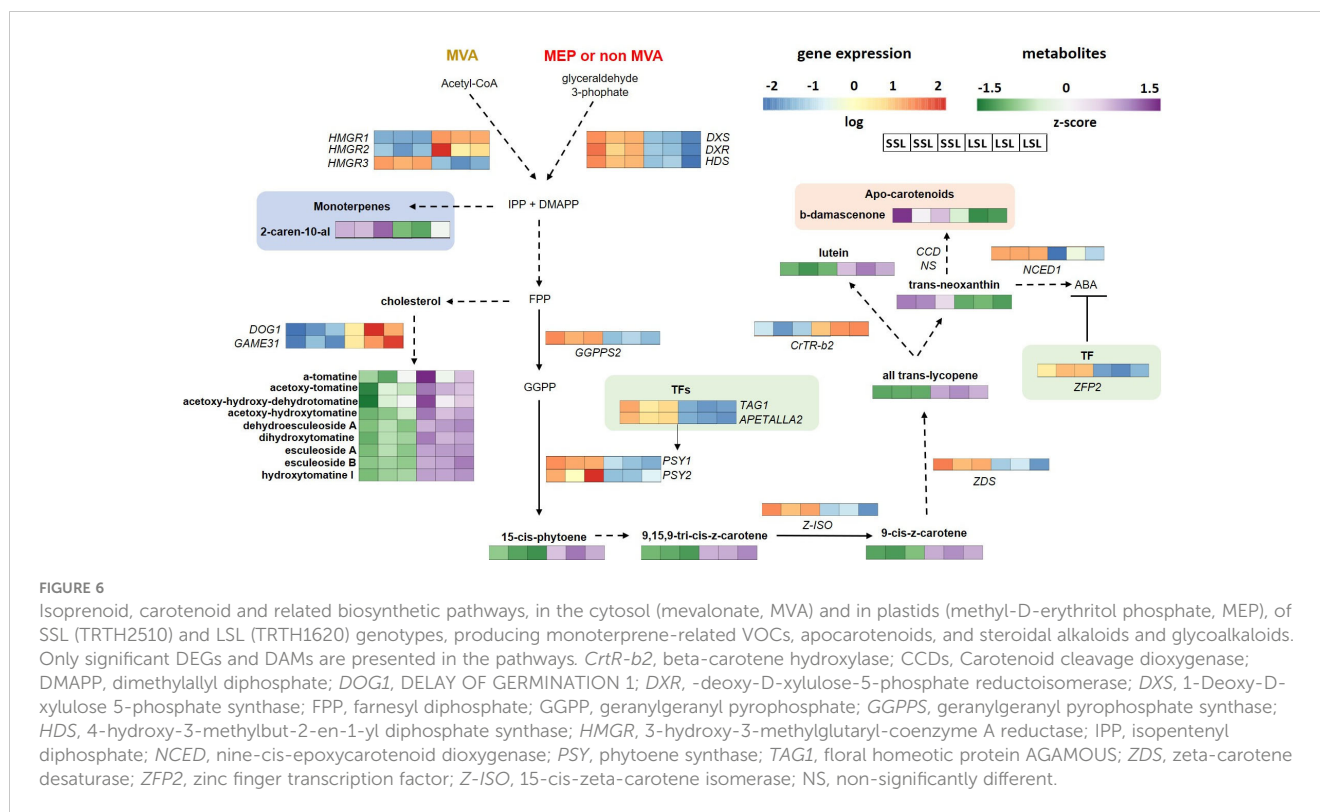 MVA
MEP or non MVA
gene expression
metabolites
Acetyl-CoA
glyceraldehyde
3-phophate
-2 -1 0 1 2
-1.5 0 1.5
log
z-score
SSL SSL SSL LSL LSL LSL
HMGR1
HMGR2
HMGR3
DXS
DXR
HDS
Monoterpenes
2-caren-10-al
IPP + DMAPP
Apo-carotenoids
b-damascenone
lutein
CCD
NS
NCED1
trans-neoxanthin
ABA
cholesterol
FPP
DOG1
GAME31
GGPPS2
CrTR-b2
TF
ZFP2
a-tomatine
acetoxy-tomatine
acetoxy-hydroxy-dehydrotomatine
acetoxy-hydroxytomatine
dehydroesculeoside A
dihydroxytomatine
esculeoside A
esculeoside B
hydroxytomatine I
GGPP
TFs
TAG1
APETALLA2
all trans-lycopene
PSY1
PSY2
ZDS
Z-ISO
15-cis-phytoene
9,15,9-tri-cis-z-carotene
9-cis-z-carotene
FIGURE 6
Isoprenoid, carotenoid and related biosynthetic pathways, in the cytosol (mevalonate, MVA) and in plastids (methyl-D-erythritol phosphate, MEP), of
SSL (TRTH2510) and LSL (TRTH1620) genotypes, producing monoterprene-related VOCs, apocarotenoids, and steroidal alkaloids and glycoalkaloids.
Only significant DEGs and DAMs are presented in the pathways. CrtR-b2, beta-carotene hydroxylase; CCDs, Carotenoid cleavage dioxygenase;
DMAPP, dimethylallyl diphosphate; DOG1, DELAY OF GERMINATION 1; DXR, -deoxy-D-xylulose-5-phosphate reductoisomerase; DXS, 1-Deoxy-D-
xylulose 5-phosphate synthase; FPP, farnesyl diphosphate; GGPP, geranylgeranyl pyrophosphate; GGPPS, geranylgeranyl pyrophosphate synthase;
HDS, 4-hydroxy-3-methylbut-2-en-1-yl diphosphate synthase; HMGR, 3-hydroxy-3-methylglutaryl-coenzyme A reductase; IPP, isopentenyl
diphosphate; NCED, nine-cis-epoxycarotenoid dioxygenase; PSY, phytoene synthase; TAG1, floral homeotic protein AGAMOUS; ZDS, zeta-carotene
desaturase; ZFP2, zinc finger transcription factor; Z-ISO, 15-cis-zeta-carotene isomerase; NS, non-significantly different.